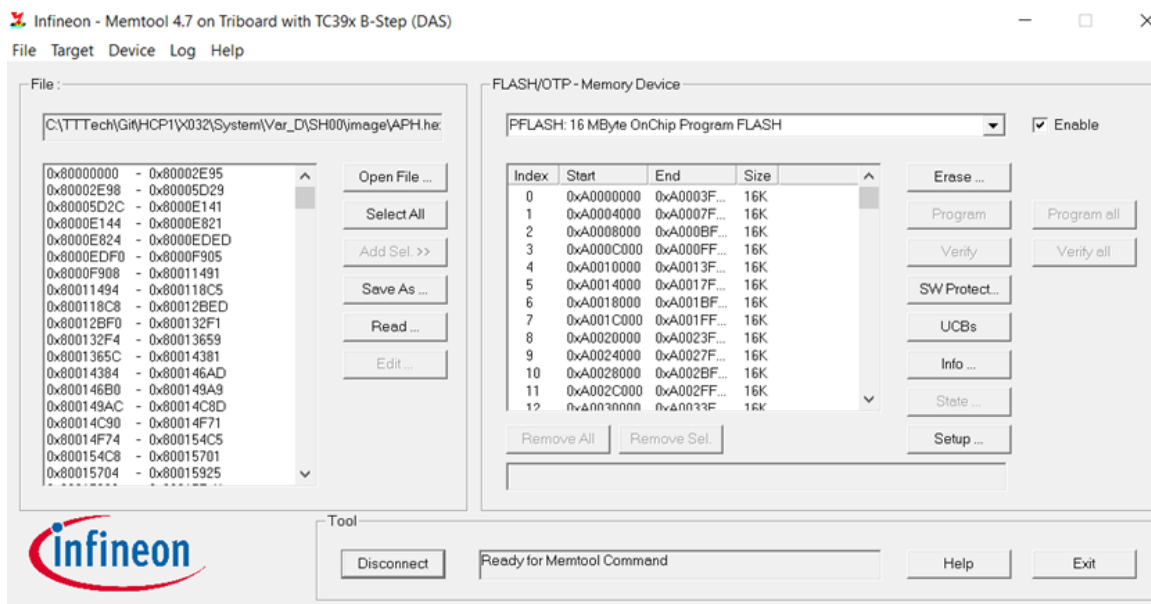 Infineon - Memtool 4.7 on Triboard with TC39x B-Step (DAS)
File Target Device Log Help
File :
C:\TTTech\Git\HCP1\X032\System\Var_D\SH00\image\APH.he
0x80000000 - 0x80002E95
0x80002E98 - 0x80005D29
0x80005D2C - 0x8000E141
0x8000E144 - 0x8000E821
0x8000E824 - 0x8000EDED
0x8000EDF0 - 0x8000F905
0x8000F908 - 0x80011491
0x80011494 - 0x800118C5
0x800118C8 - 0x80012BED
0x80012BF0 - 0x800132F1
0x800132F4 - 0x80013659
0x8001365C - 0x80014381
0x80014384 - 0x800146AD
0x800146B0 - 0x800149A9
0x800149AC - 0x80014C8D
0x80014C90 - 0x80014F71
0x80014F74 - 0x800154C5
0x800154C8 - 0x80015701
0x80015704 - 0x80015925
Open File ...
Select All
Add Sel. >>
Save As ...
Read ...
Edit ...
FLASH/OTP - Memory Device
PFLASH: 16 MByte OnChip Program FLASH
Enable
Index Start End Size
0 0xA0000000 0xA0003F... 16K
1 0xA0004000 0xA0007F... 16K
2 0xA0008000 0xA000BF... 16K
3 0xA000C000 0xA000FF... 16K
4 0xA0010000 0xA0013F... 16K
5 0xA0014000 0xA0017F... 16K
6 0xA0018000 0xA001BF... 16K
7 0xA001C000 0xA001FF... 16K
8 0xA0020000 0xA0023F... 16K
9 0xA0024000 0xA0027F... 16K
10 0xA0028000 0xA002BF... 16K
11 0xA002C000 0xA002FF... 16K
12 0xA0030000 0xA0033F... 16K
Erase ...
Program
Program all
Verify
Verify all
SW Protect...
UCBs
Info ...
State ...
Setup ...
Remove All
Remove Sel.
infineon
Tool
Disconnect
Ready for Memtool Command
Help
Exit